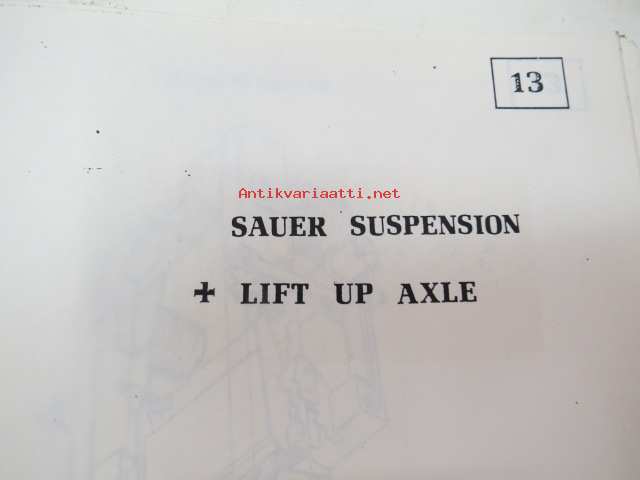 13
Antikvariaatti.net
SAUER SUSPENSION
+ LIFT UP AXLE